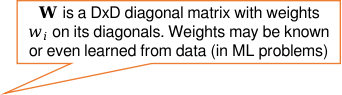 𝐖 is a DxD diagonal matrix with weights
𝑤ᵢ on its diagonals. Weights may be known
or even learned from data (in ML problems)